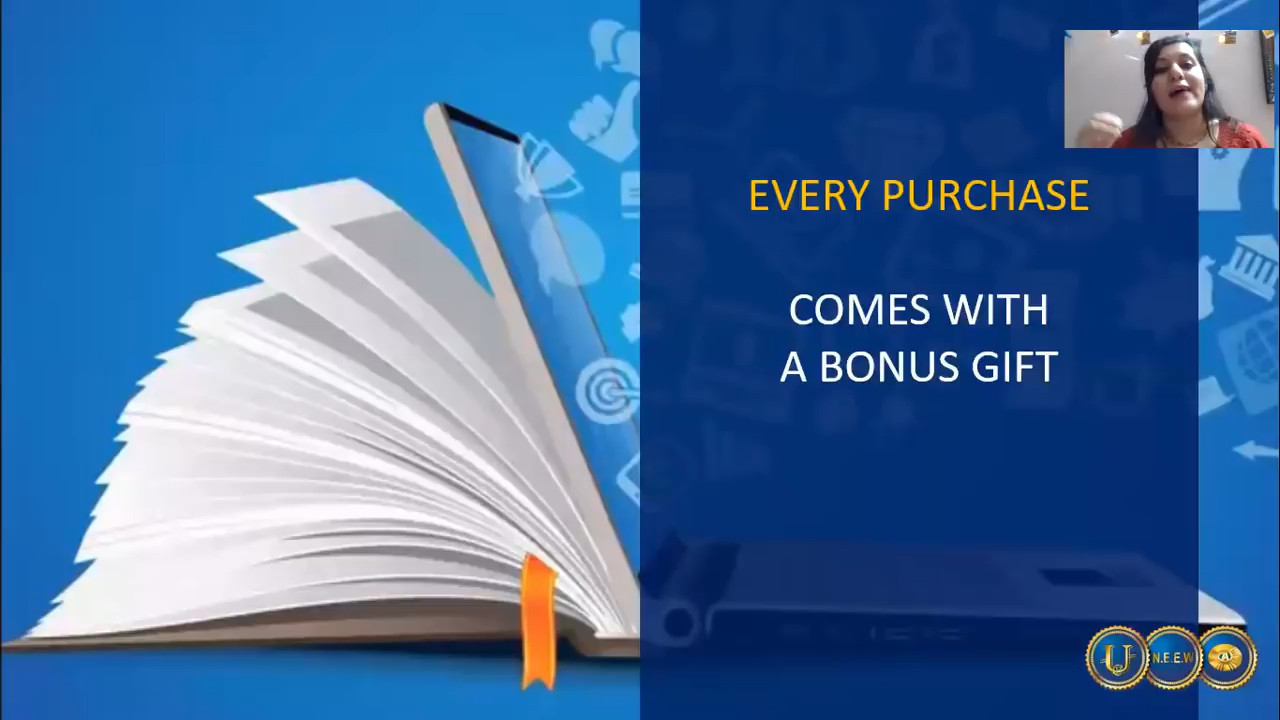 EVERY PURCHASE
COMES WITH
A BONUS GIFT
U
N.E.E.W
A